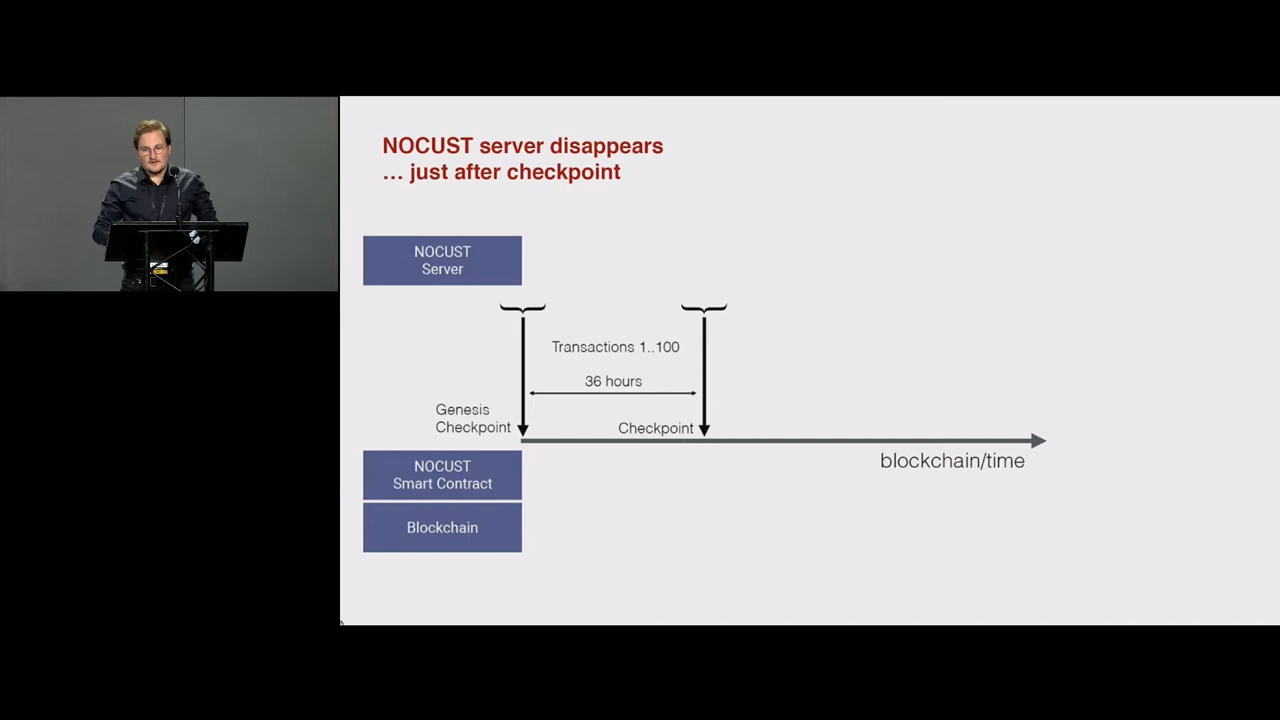 NOCUST server disappears
… just after checkpoint
NOCUST
Server
Transactions 1..100
36 hours
Genesis
Checkpoint
Checkpoint
blockchain/time
NOCUST
Smart Contract
Blockchain